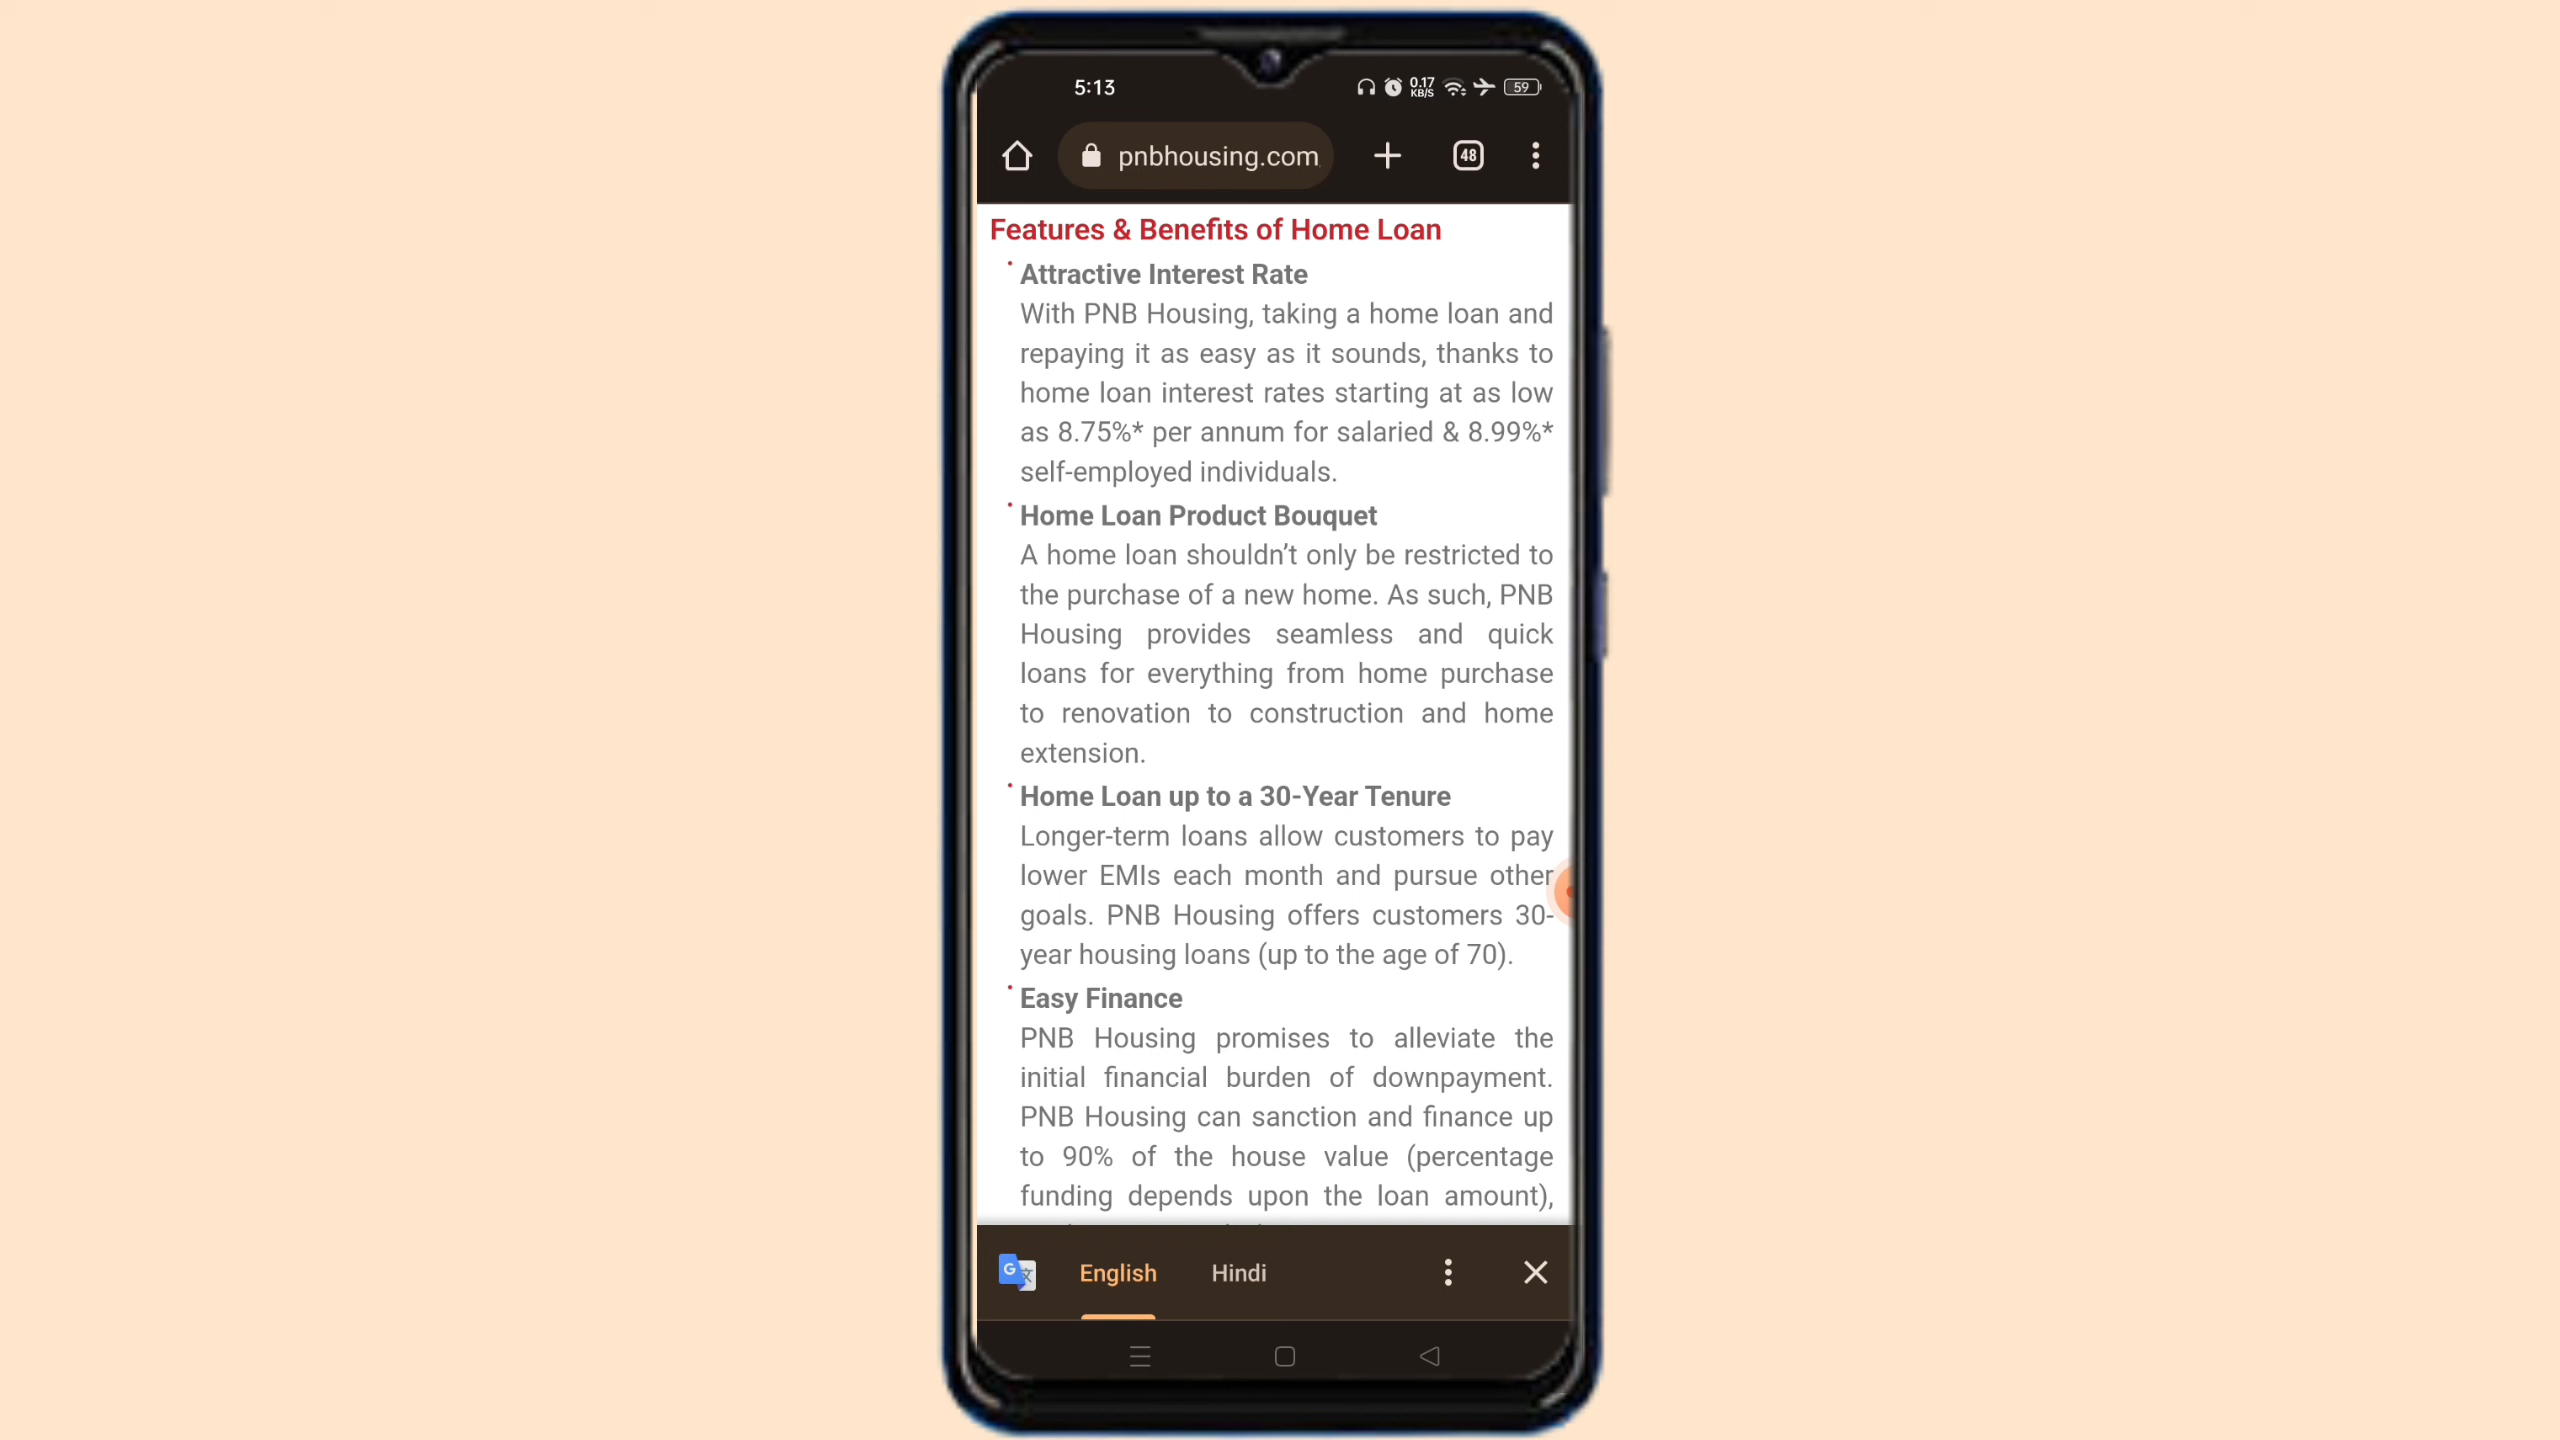 5:13
0.17
KB/S
59
pnbhousing.com
48
Features & Benefits of Home Loan
Attractive Interest Rate
With PNB Housing, taking a home loan and
repaying it as easy as it sounds, thanks to
home loan interest rates starting at as low
as 8.75%* per annum for salaried & 8.99%*
self-employed individuals.
Home Loan Product Bouquet
A home loan shouldn’t only be restricted to
the purchase of a new home. As such, PNB
Housing provides seamless and quick
loans for everything from home purchase
to renovation to construction and home
extension.
Home Loan up to a 30-Year Tenure
Longer-term loans allow customers to pay
lower EMIs each month and pursue other
goals. PNB Housing offers customers 30-
year housing loans (up to the age of 70).
Easy Finance
PNB Housing promises to alleviate the
initial financial burden of downpayment.
PNB Housing can sanction and finance up
to 90% of the house value (percentage
funding depends upon the loan amount),
G 文
English
Hindi